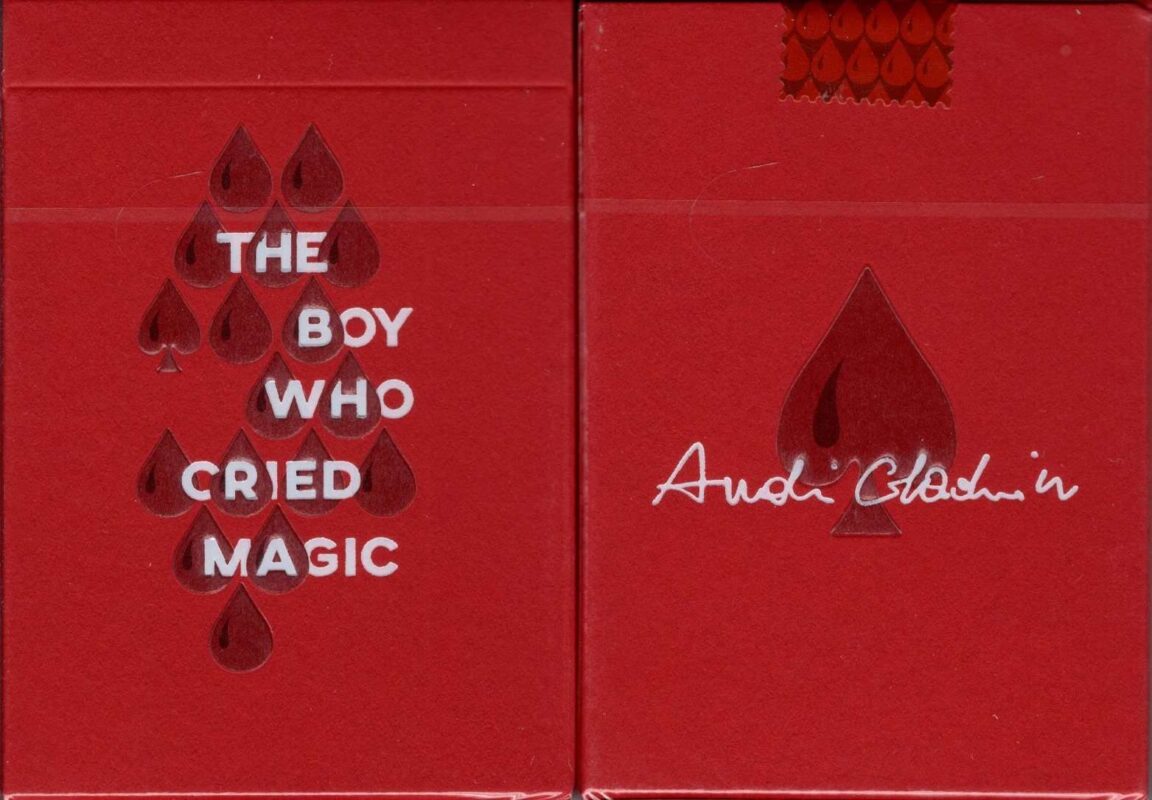 THE
BOY
WHO
CRIED
MAGIC
Andi Gladwin